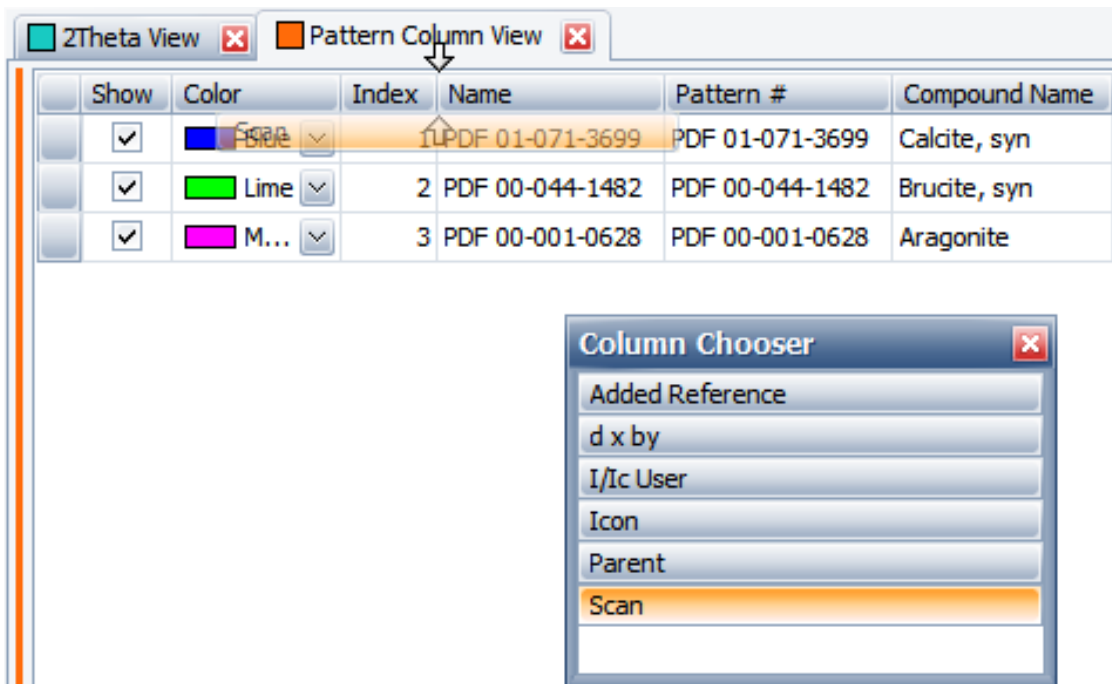 2Theta View Pattern Column View
Show Color Index Name Pattern # Compound Name
Scan
Blue 1 PDF 01-071-3699 PDF 01-071-3699 Calcite, syn
Lime 2 PDF 00-044-1482 PDF 00-044-1482 Brucite, syn
M... 3 PDF 00-001-0628 PDF 00-001-0628 Aragonite
Column Chooser
Added Reference
d x by
I/Ic User
Icon
Parent
Scan